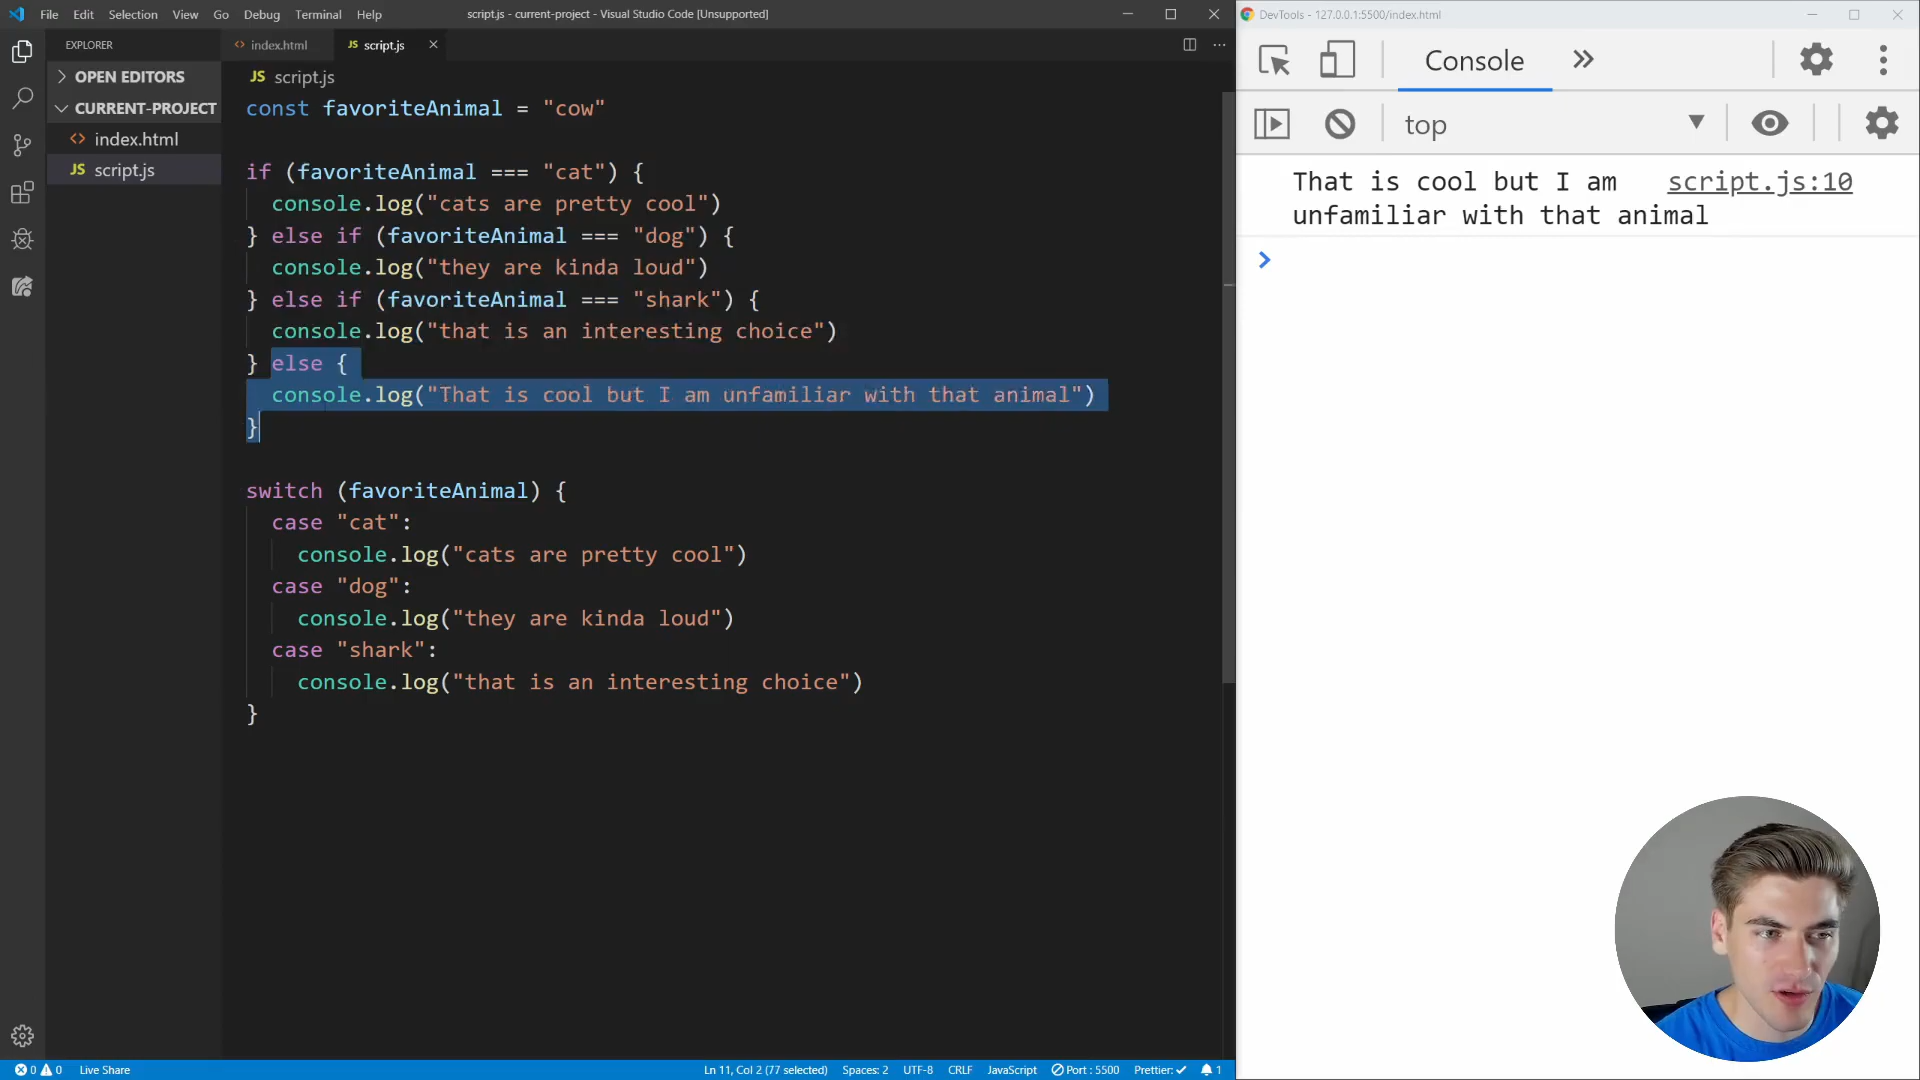 File Edit Selection View Go Debug Terminal Help
script.js - current-project - Visual Studio Code [Unsupported]
EXPLORER
OPEN EDITORS
CURRENT-PROJECT
<> index.html
JS script.js
<> index.html
JS script.js
JS script.js
const favoriteAnimal = "cow"
if (favoriteAnimal === "cat") {
console.log("cats are pretty cool")
} else if (favoriteAnimal === "dog") {
console.log("they are kinda loud")
} else if (favoriteAnimal === "shark") {
console.log("that is an interesting choice")
} else {
console.log("That is cool but I am unfamiliar with that animal")
}
switch (favoriteAnimal) {
case "cat":
console.log("cats are pretty cool")
case "dog":
console.log("they are kinda loud")
case "shark":
console.log("that is an interesting choice")
}
0 0 Live Share
Ln 11, Col 2 (77 selected) Spaces: 2 UTF-8 CRLF JavaScript Port : 5500 Prettier: 1
DevTools - 127.0.0.1:5500/index.html
Console
top
That is cool but I am script.js:10
unfamiliar with that animal